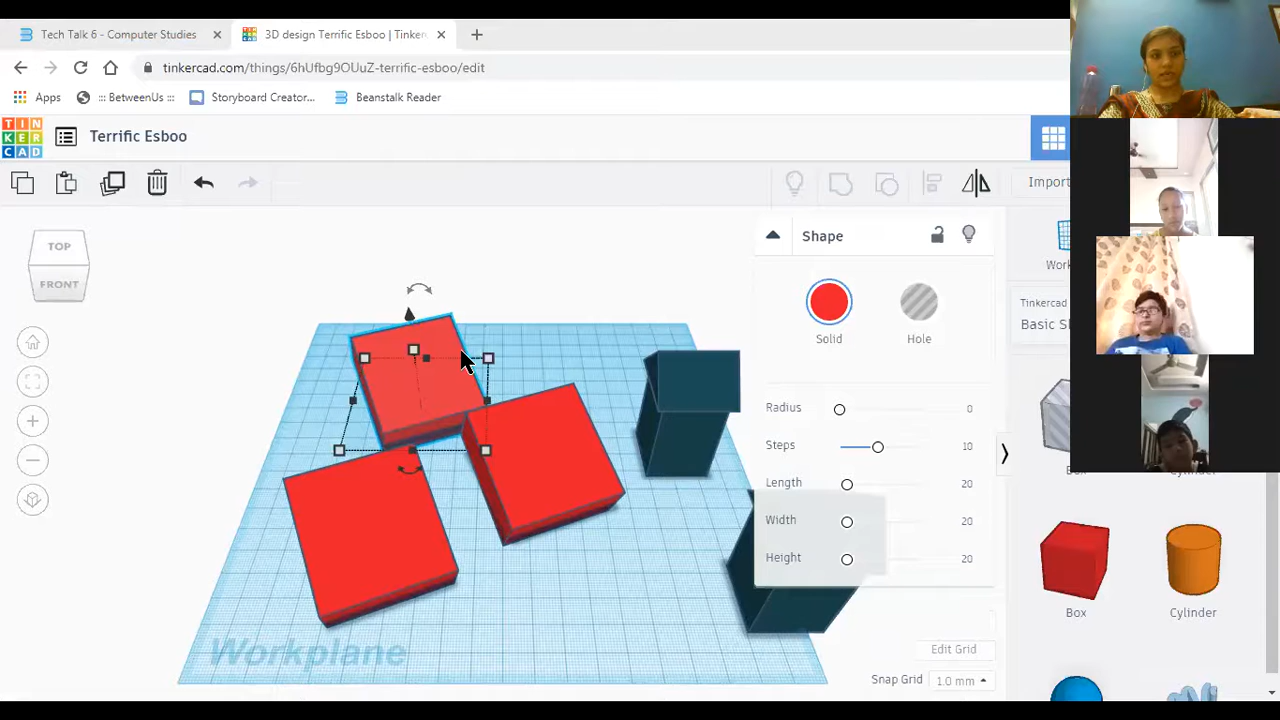 Tech Talk 6 - Computer Studies
3D design Terrific Esboo | Tinker
tinkercad.com/things/6hUfbg9OUuZ-terrific-esboo/edit
Apps
::: BetweenUs :::
Storyboard Creator...
Beanstalk Reader
TIN
KER
CAD
Terrific Esboo
Import
TOP
FRONT
Shape
Solid
Hole
Radius 0
Steps 10
Length 20
Width 20
Height 20
Work
Tinkercad
Basic S
Box
Box
Cylinder
Workplane
Edit Grid
Snap Grid 1.0 mm